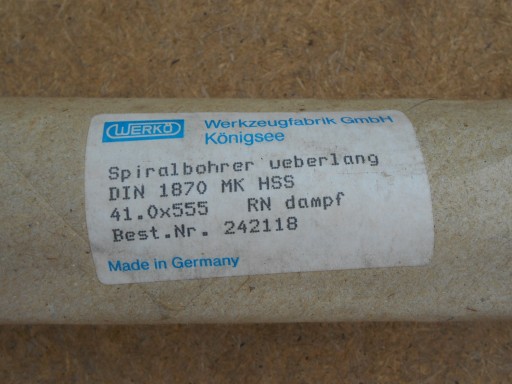 WERKÖ
Werkzeugfabrik GmbH
Königsee
Spiralbohrer ueberlang
DIN 1870 MK HSS
41.0x555 RN dampf
Best.Nr. 242118
Made in Germany